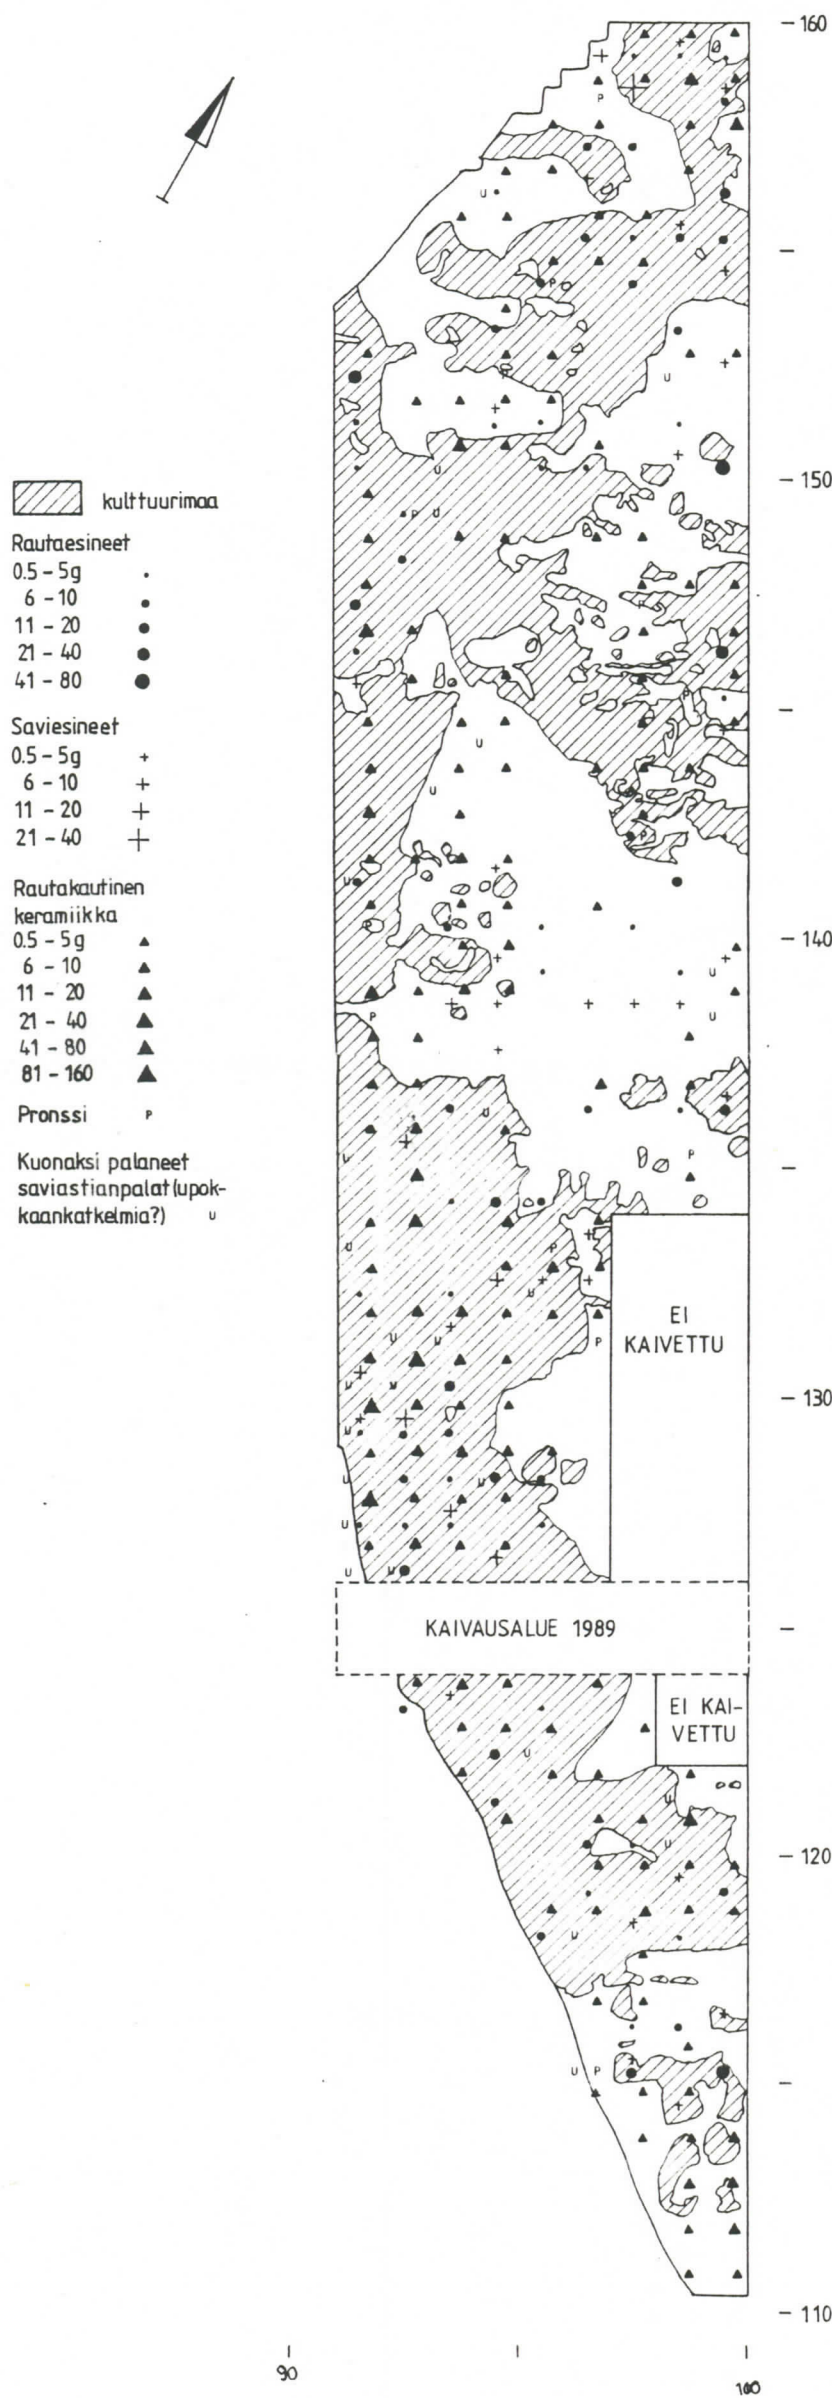 160
kulttuurimaa
150
Rautaesineet
0.5 - 5g
6 - 10
11 - 20
21 - 40
41 - 80
Saviesineet
0.5 - 5g
6 - 10
11 - 20
21 - 40
Rautakautinen
keramiikka
0.5 - 5g
6 - 10
11 - 20
21 - 40
41 - 80
81 - 160
Pronssi P
Kuonaksi palaneet
saviastianpalat (upok-
kaankatkelmia?) u
140
EI
KAIVETTU
130
KAIVAUSALUE 1989
EI KAI-
VETTU
120
110
90
100